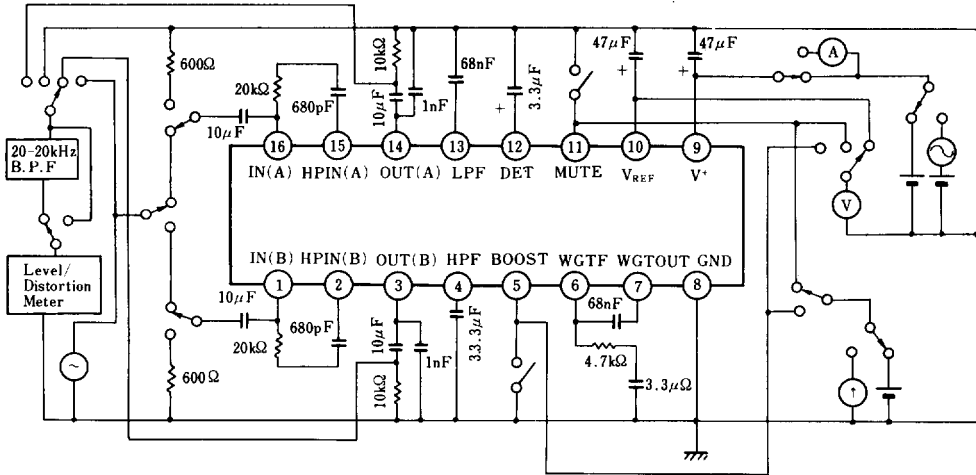 600Ω
20kΩ
10μF
680pF
10kΩ
10μF
1nF
68nF
3.3μF
+
47μF
+
47μF
+
A
16
15
14
13
12
11
10
9
IN(A) HPIN(A) OUT(A) LPF DET MUTE VREF V+
20-20kHz
B.P.F
V
Level/
Distortion
Meter
~
IN(B) HPIN(B) OUT(B) HPF BOOST WGTF WGTOUT GND
1
2
3
4
5
6
7
8
10μF
680pF
20kΩ
600Ω
10μF
10kΩ
1nF
33.3μF
68nF
4.7kΩ
3.3μΩ
↑